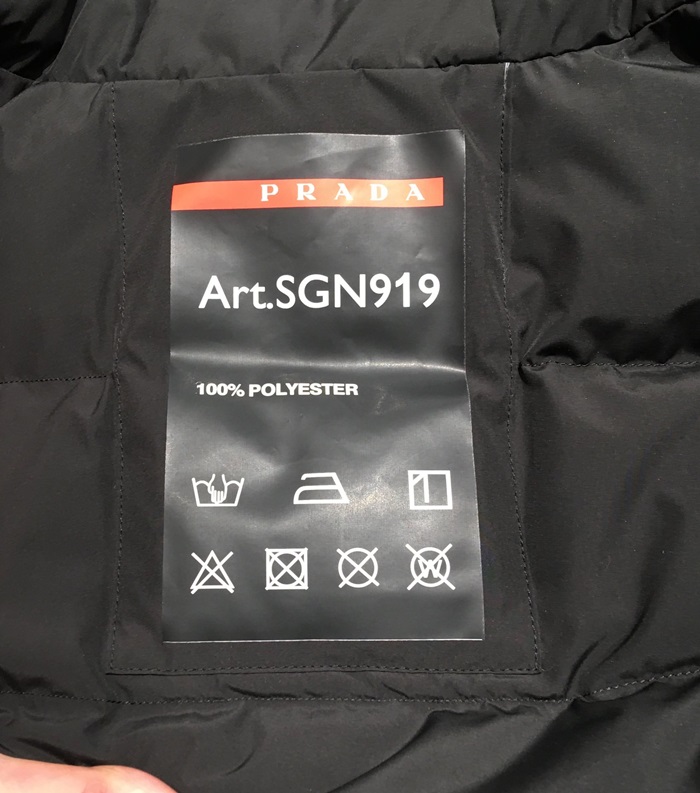 PRADA
Art.SGN919
100% POLYESTER
W